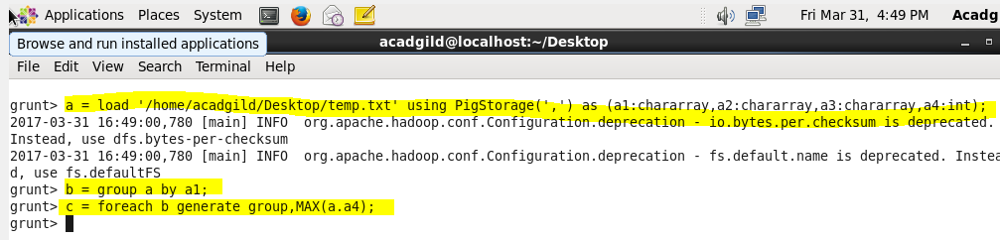 Applications Places System Fri Mar 31, 4:49 PM Acadg
Browse and run installed applications
acadgild@localhost:~/Desktop
File Edit View Search Terminal Help
grunt> a = load '/home/acadgild/Desktop/temp.txt' using PigStorage(',') as (a1:chararray,a2:chararray,a3:chararray,a4:int);
2017-03-31 16:49:00,780 [main] INFO  org.apache.hadoop.conf.Configuration.deprecation - io.bytes.per.checksum is deprecated.
Instead, use dfs.bytes-per-checksum
2017-03-31 16:49:00,780 [main] INFO  org.apache.hadoop.conf.Configuration.deprecation - fs.default.name is deprecated. Instea
d, use fs.defaultFS
grunt> b = group a by a1;
grunt> c = foreach b generate group,MAX(a.a4);
grunt>